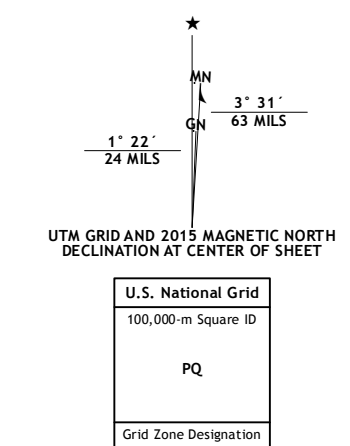 ★
MN
GN
3° 31´
63 MILS
1° 22´
24 MILS
UTM GRID AND 2015 MAGNETIC NORTH
DECLINATION AT CENTER OF SHEET
U.S. National Grid
100,000-m Square ID
PQ
Grid Zone Designation